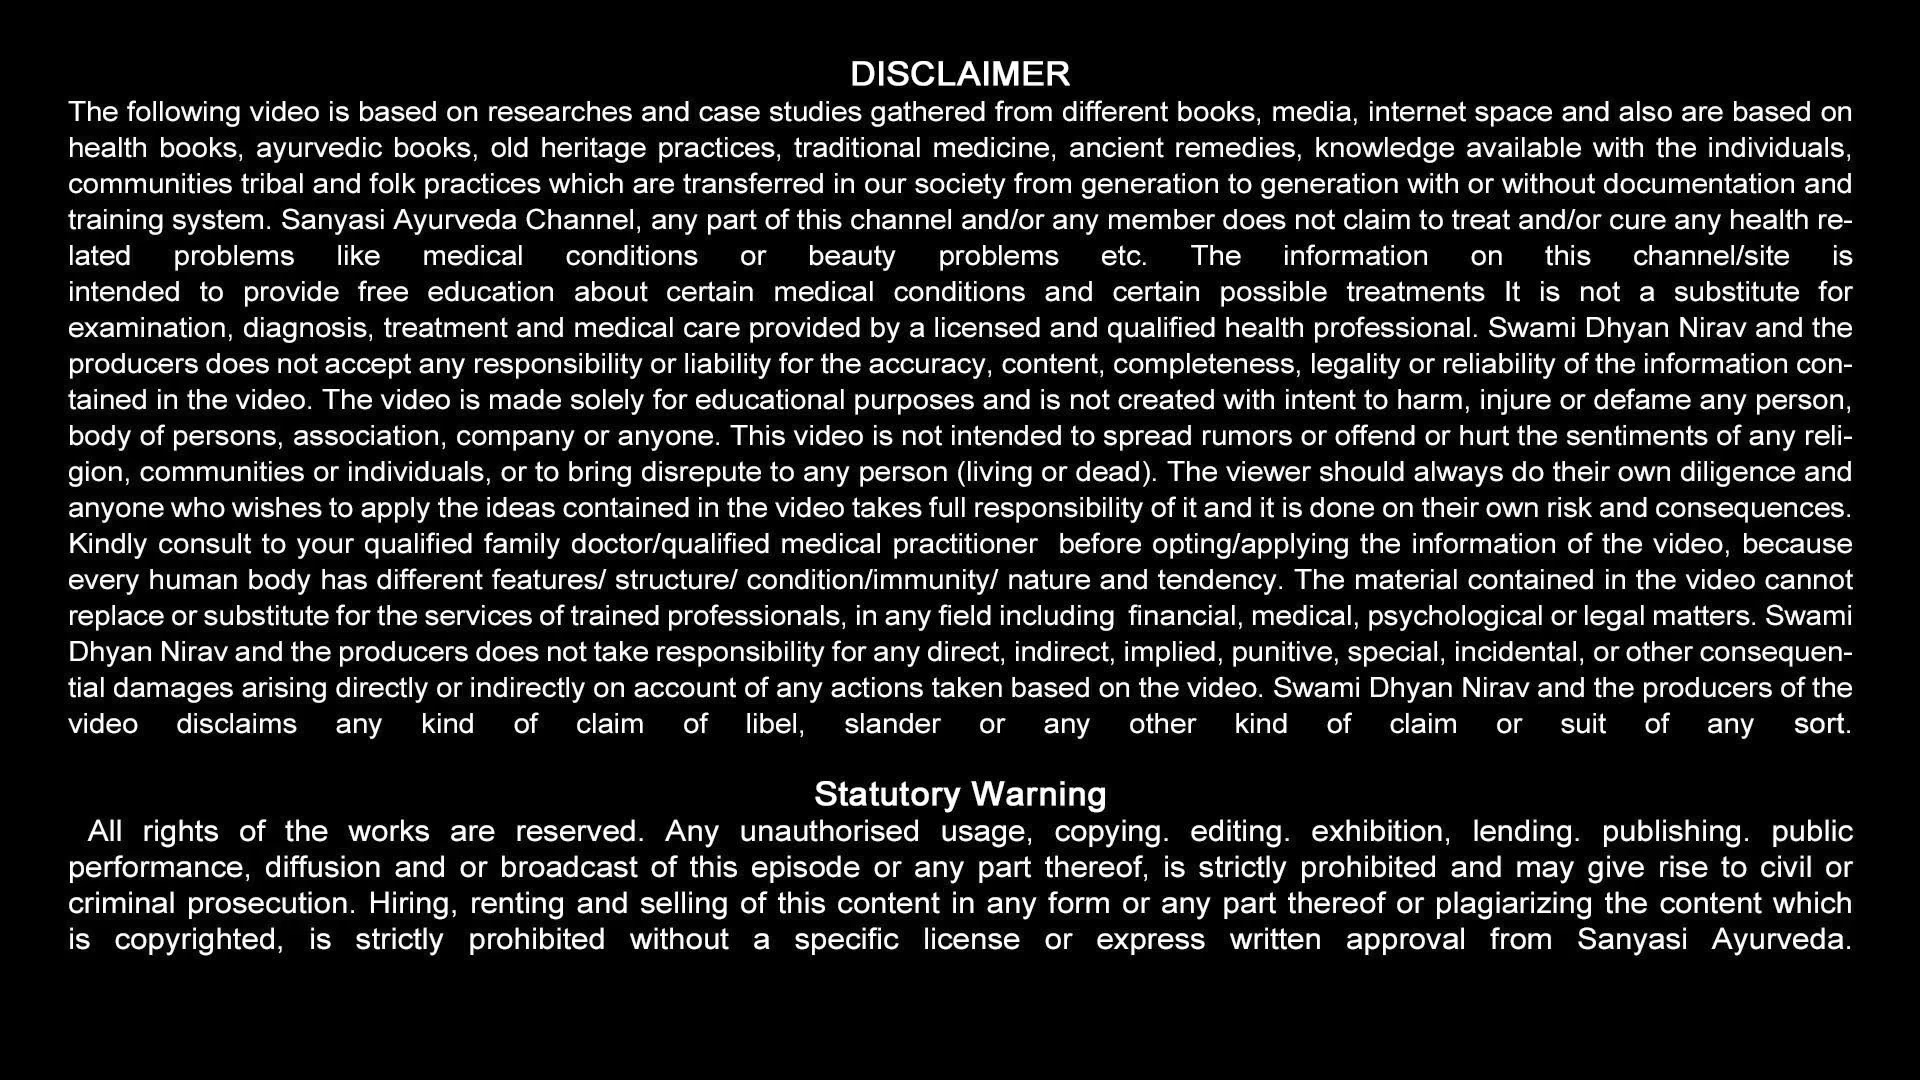 DISCLAIMER
The following video is based on researches and case studies gathered from different books, media, internet space and also are based on
health books, ayurvedic books, old heritage practices, traditional medicine, ancient remedies, knowledge available with the individuals,
communities tribal and folk practices which are transferred in our society from generation to generation with or without documentation and
training system. Sanyasi Ayurveda Channel, any part of this channel and/or any member does not claim to treat and/or cure any health re-
lated problems like medical conditions or beauty problems etc. The information on this channel/site is
intended to provide free education about certain medical conditions and certain possible treatments It is not a substitute for
examination, diagnosis, treatment and medical care provided by a licensed and qualified health professional. Swami Dhyan Nirav and the
producers does not accept any responsibility or liability for the accuracy, content, completeness, legality or reliability of the information con-
tained in the video. The video is made solely for educational purposes and is not created with intent to harm, injure or defame any person,
body of persons, association, company or anyone. This video is not intended to spread rumors or offend or hurt the sentiments of any reli-
gion, communities or individuals, or to bring disrepute to any person (living or dead). The viewer should always do their own diligence and
anyone who wishes to apply the ideas contained in the video takes full responsibility of it and it is done on their own risk and consequences.
Kindly consult to your qualified family doctor/qualified medical practitioner  before opting/applying the information of the video, because
every human body has different features/ structure/ condition/immunity/ nature and tendency. The material contained in the video cannot
replace or substitute for the services of trained professionals, in any field including  financial, medical, psychological or legal matters. Swami
Dhyan Nirav and the producers does not take responsibility for any direct, indirect, implied, punitive, special, incidental, or other consequen-
tial damages arising directly or indirectly on account of any actions taken based on the video. Swami Dhyan Nirav and the producers of the
video disclaims any kind of claim of libel, slander or any other kind of claim or suit of any sort.
Statutory Warning
All rights of the works are reserved. Any unauthorised usage, copying. editing. exhibition, lending. publishing. public
performance, diffusion and or broadcast of this episode or any part thereof, is strictly prohibited and may give rise to civil or
criminal prosecution. Hiring, renting and selling of this content in any form or any part thereof or plagiarizing the content which
is copyrighted, is strictly prohibited without a specific license or express written approval from Sanyasi Ayurveda.